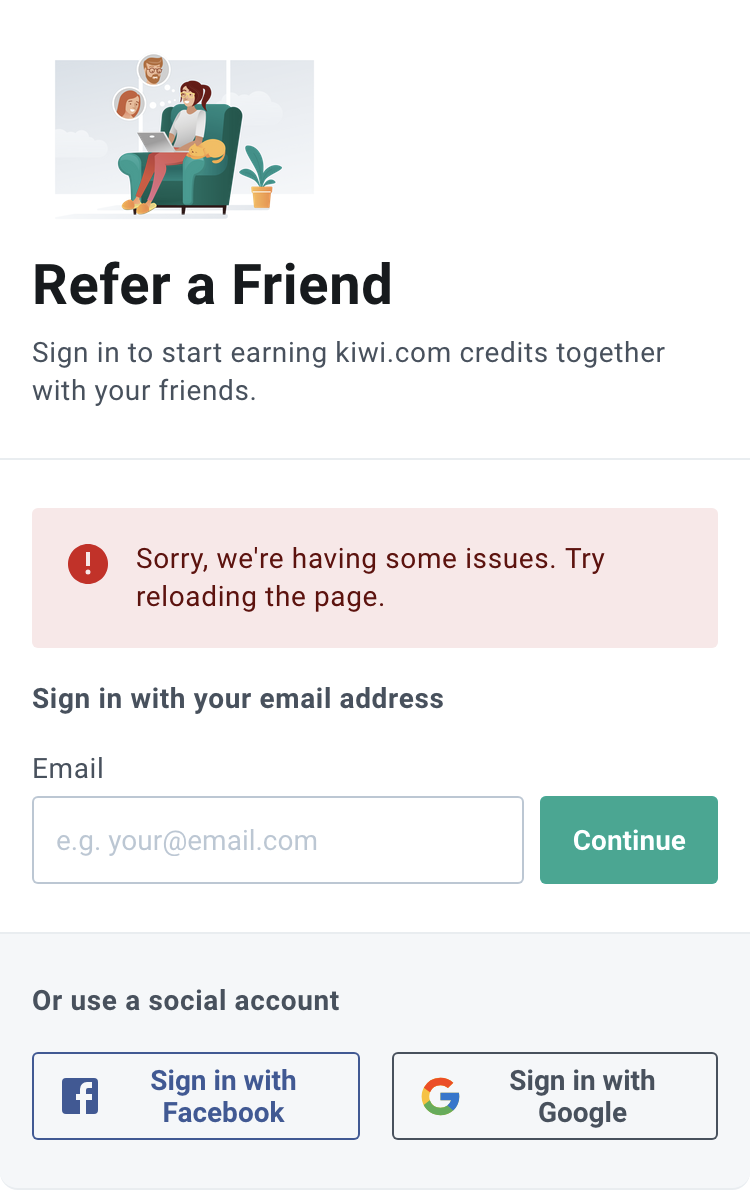 Refer a Friend
Sign in to start earning kiwi.com credits together
with your friends.
Sorry, we're having some issues. Try
reloading the page.
Sign in with your email address
Email
e.g. your@email.com
Continue
Or use a social account
Sign in with
Facebook
Sign in with
Google